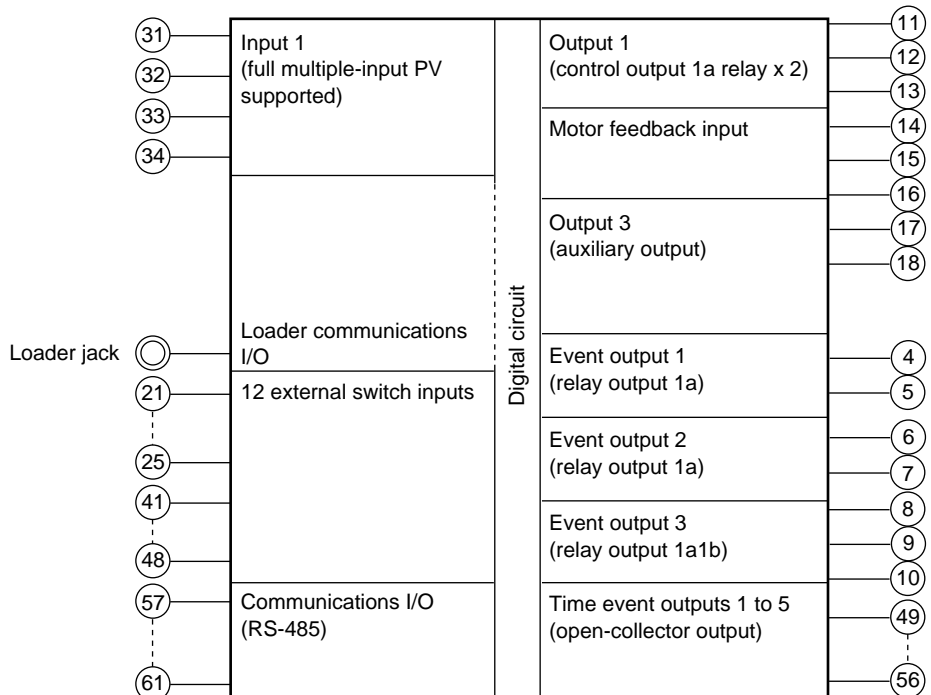 31
32
33
34
Input 1
(full multiple-input PV
supported)
Loader communications
I/O
Loader jack
21
25
41
48
12 external switch inputs
57
61
Communications I/O
(RS-485)
Digital circuit
Output 1
(control output 1a relay x 2)
11
12
13
Motor feedback input
14
15
16
Output 3
(auxiliary output)
17
18
Event output 1
(relay output 1a)
4
5
Event output 2
(relay output 1a)
6
7
Event output 3
(relay output 1a1b)
8
9
10
Time event outputs 1 to 5
(open-collector output)
49
56